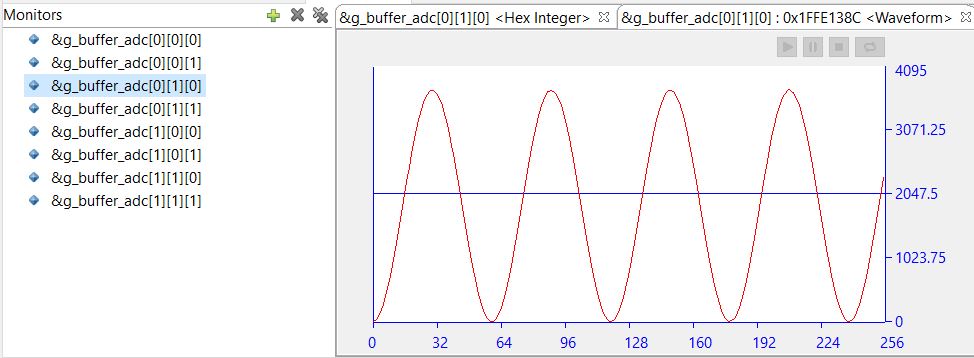 Monitors
&g_buffer_adc[0][0][0]
&g_buffer_adc[0][0][1]
&g_buffer_adc[0][1][0]
&g_buffer_adc[0][1][1]
&g_buffer_adc[1][0][0]
&g_buffer_adc[1][0][1]
&g_buffer_adc[1][1][0]
&g_buffer_adc[1][1][1]
&g_buffer_adc[0][1][0] <Hex Integer>
&g_buffer_adc[0][1][0] : 0x1FFE138C <Waveform>
4095
3071.25
2047.5
1023.75
0
0 32 64 96 128 160 192 224 256